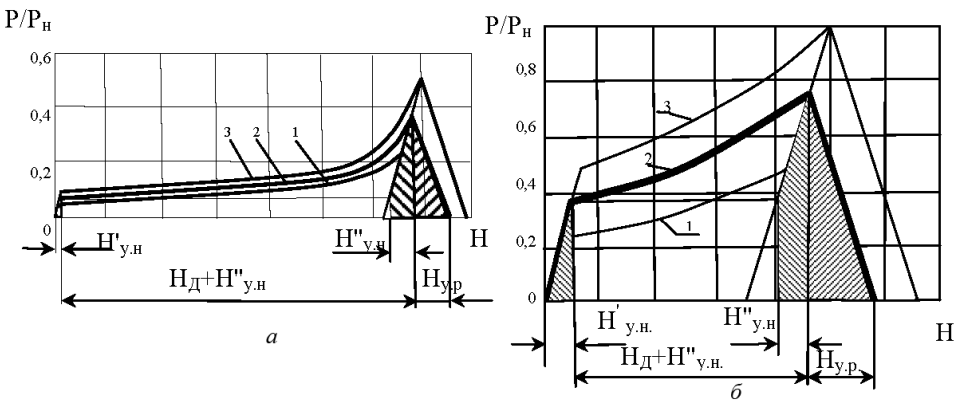 P/Pн
0,6
0,4
0,2
0
3
2
1
H'у.н
H''у.н
H
HД+H''у.н
Hу.р
а
P/Pн
0,8
0,6
0,4
0,2
0
3
2
1
H'у.н.
H''у.н
H
HД+H''у.н.
Hу.р.
б